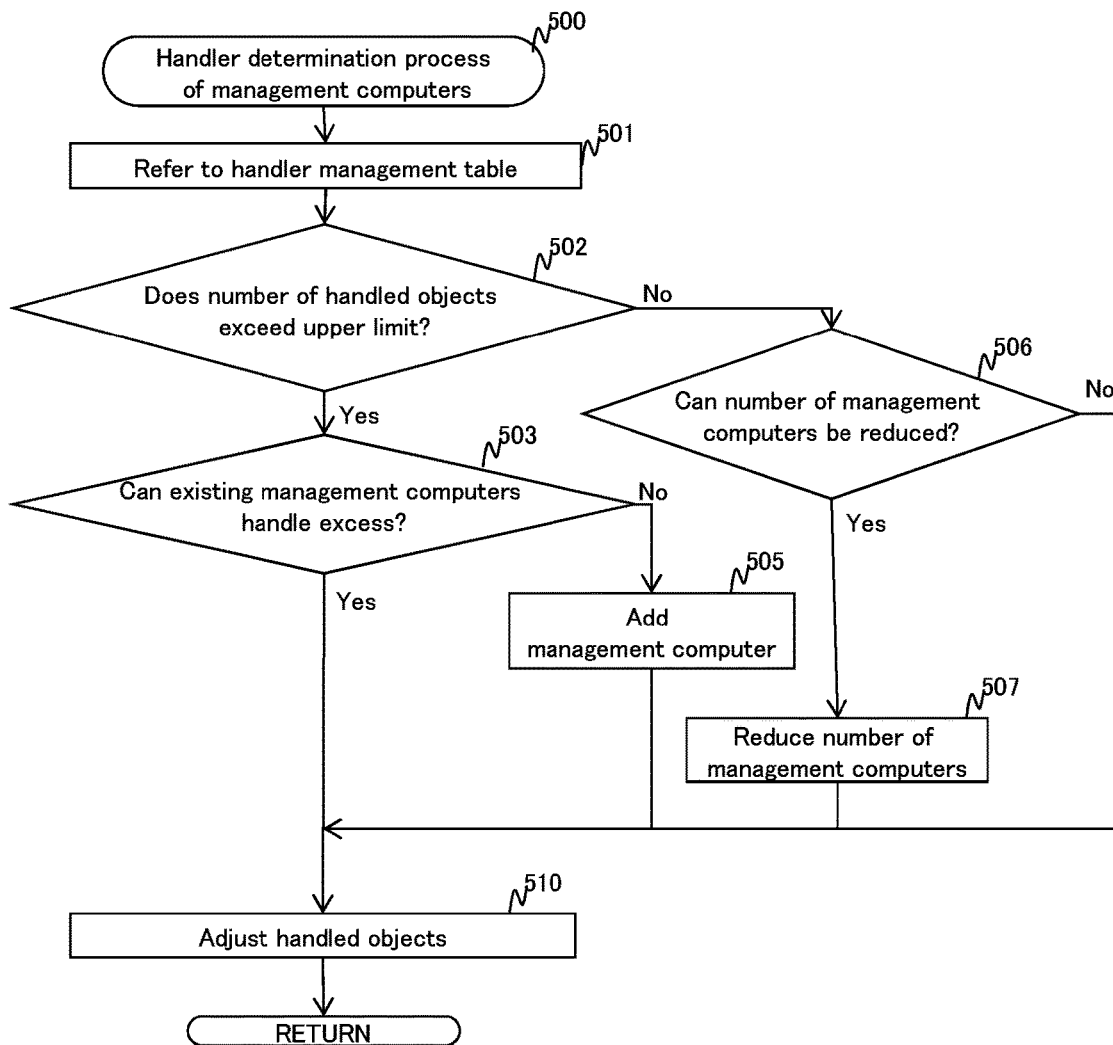 500
Handler determination process
of management computers
501
Refer to handler management table
502
Does number of handled objects
exceed upper limit?
No
Yes
506
Can number of management
computers be reduced?
No
Yes
503
Can existing management computers
handle excess?
No
Yes
505
Add
management computer
507
Reduce number of
management computers
510
Adjust handled objects
RETURN